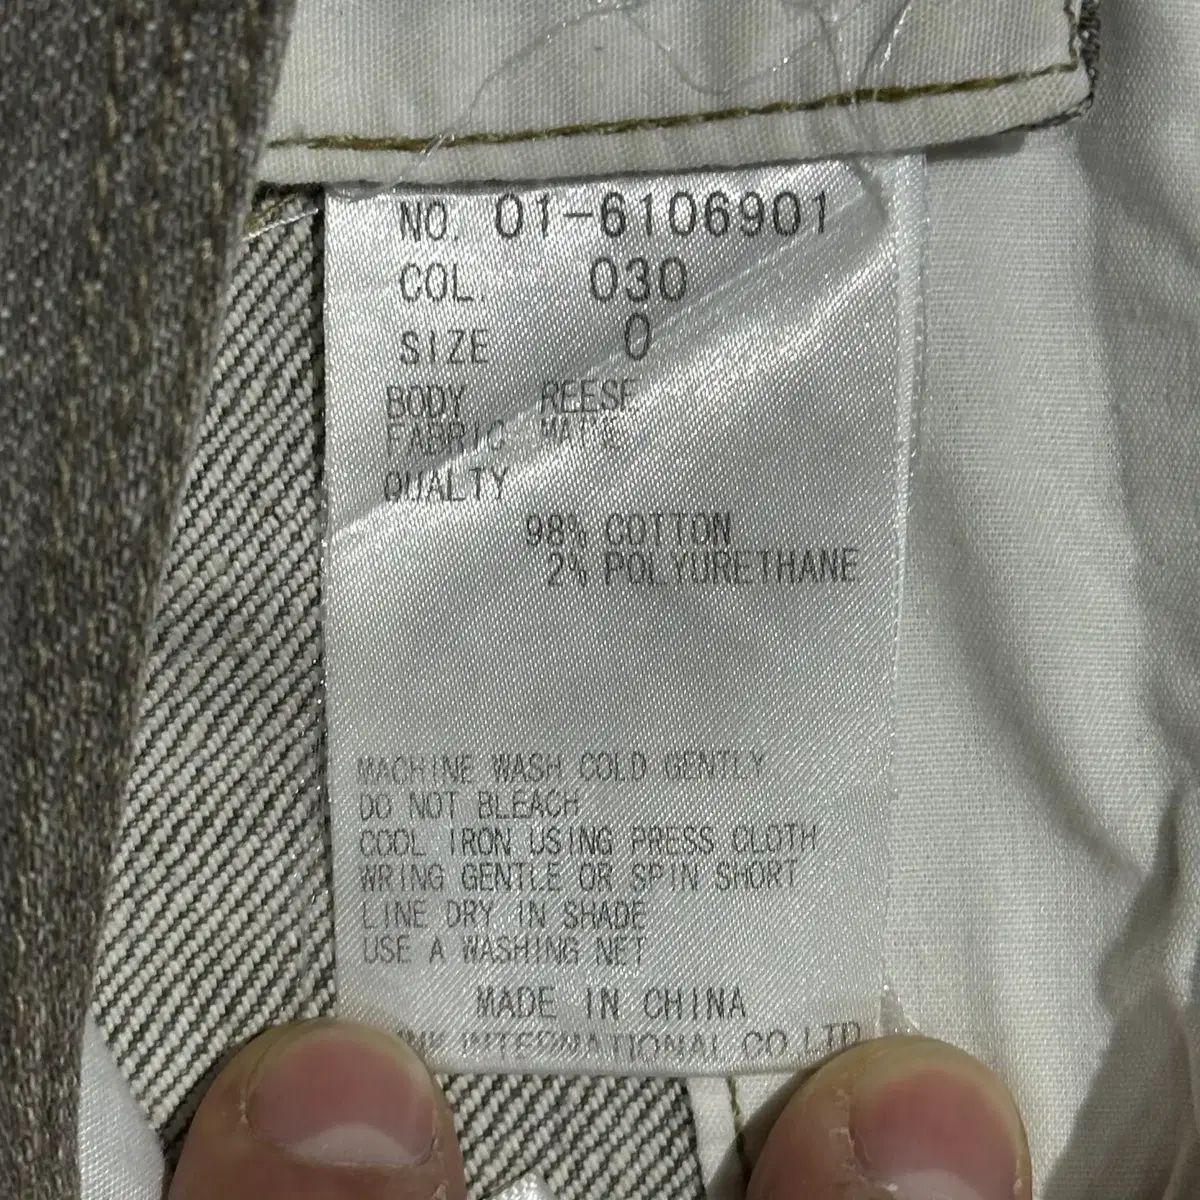 NO. 01-6106901
COL. 030
SIZE 0
BODY REESE
FABRIC
QUALTY
98% COTTON
2% POLYURETHANE
MACHINE WASH COLD GENTLY
DO NOT BLEACH
COOL IRON USING PRESS CLOTH
WRING GENTLE OR SPIN SHORT
LINE DRY IN SHADE
USE A WASHING NET
MADE IN CHINA
INTERNATIONAL CO.LTD